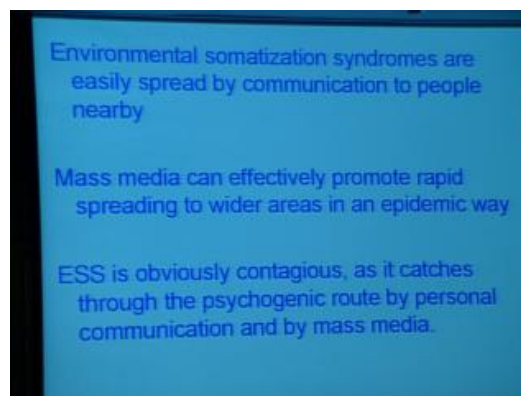 Environmental somatization syndromes are
easily spread by communication to people
nearby
Mass media can effectively promote rapid
spreading to wider areas in an epidemic way
ESS is obviously contagious, as it catches
through the psychogenic route by personal
communication and by mass media.